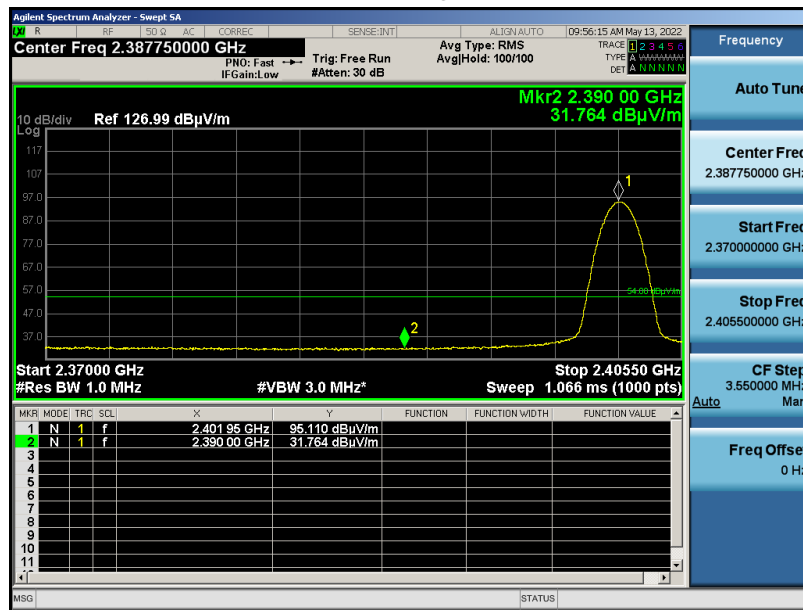 Agilent Spectrum Analyzer - Swept SA
LXI R RF 50 Ω AC CORREC SENSE:INT ALIGN AUTO 09:56:15 AM May 13, 2022
Center Freq 2.387750000 GHz
PNO: Fast
IFGain:Low
Trig: Free Run
#Atten: 30 dB
Avg Type: RMS
Avg|Hold: 100/100
TRACE 1 2 3 4 5 6
TYPE A WWWWW
DET A N N N N N
Mkr2 2.390 00 GHz
31.764 dBµV/m
10 dB/div
Log
Ref 126.99 dBµV/m
117
107
97.0
87.0
77.0
67.0
57.0
47.0
37.0
1
2
54.00 dBµV/m
Start 2.37000 GHz
Stop 2.40550 GHz
#Res BW 1.0 MHz
#VBW 3.0 MHz*
Sweep 1.066 ms (1000 pts)
MKR MODE TRC SCL X Y FUNCTION FUNCTION WIDTH FUNCTION VALUE
1 N 1 f 2.401 95 GHz 95.110 dBµV/m
2 N 1 f 2.390 00 GHz 31.764 dBµV/m
3
4
5
6
7
8
9
10
11
MSG
STATUS
Frequency
Auto Tune
Center Freq
2.387750000 GHz
Start Freq
2.370000000 GHz
Stop Freq
2.405500000 GHz
CF Step
3.550000 MHz
Auto Man
Freq Offset
0 Hz